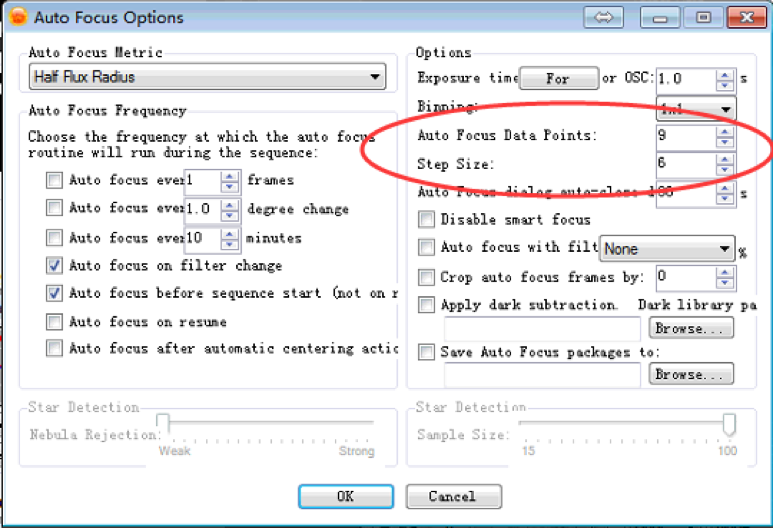 Auto Focus Options
Auto Focus Metric
Half Flux Radius
Auto Focus Frequency
Choose the frequency at which the auto focus
routine will run during the sequence:
Auto focus ever 1 frames
Auto focus ever 1.0 degree change
Auto focus ever 10 minutes
Auto focus on filter change
Auto focus before sequence start (not on r
Auto focus on resume
Auto focus after automatic centering actic
Star Detection
Nebula Rejection:
Weak Strong
Options
Exposure time For or OSC: 1.0 s
Binning: 1x1
Auto Focus Data Points: 9
Step Size: 6
Auto Focus dialog auto-close s
Disable smart focus
Auto focus with filt None %
Crop auto focus frames by: 0
Apply dark subtraction. Dark library pa
Browse...
Save Auto Focus packages to:
Browse...
Star Detection
Sample Size:
15 100
OK Cancel